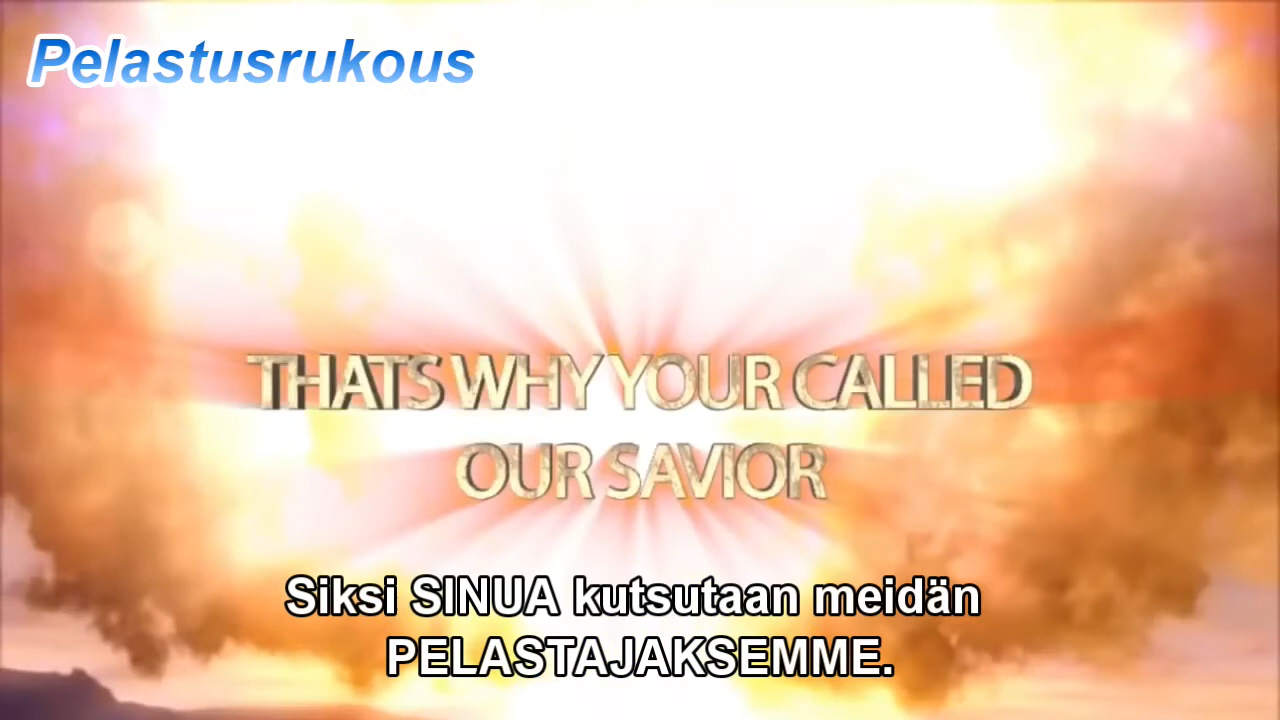 Pelastusrukous
THATS WHY YOUR CALLED
OUR SAVIOR
Siksi SINUA kutsutaan meidän
PELASTAJAKSEMME.